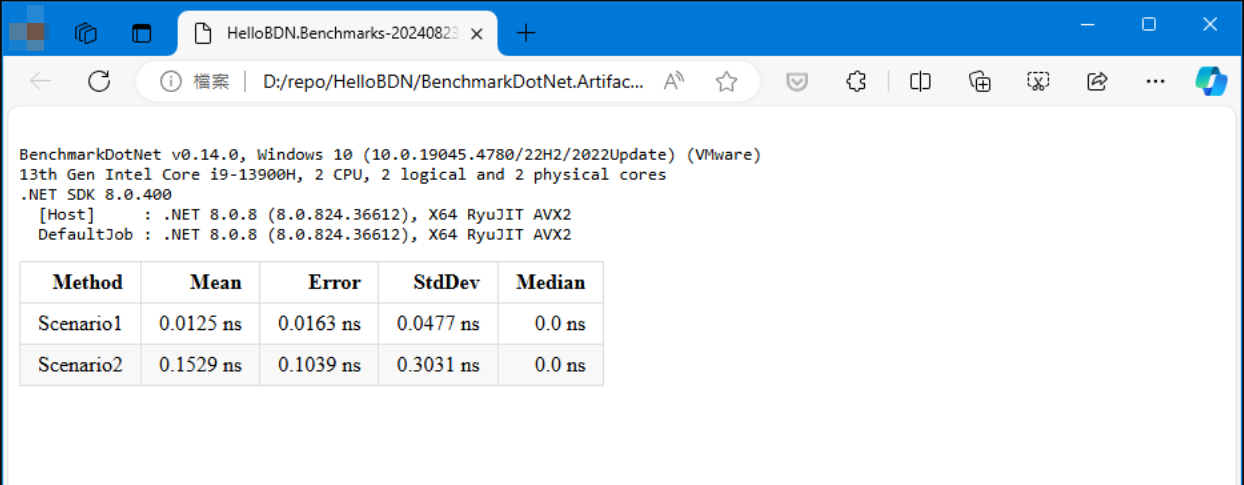 HelloBDN.Benchmarks-20240823
檔案 D:/repo/HelloBDN/BenchmarkDotNet.Artifac...
BenchmarkDotNet v0.14.0, Windows 10 (10.0.19045.4780/22H2/2022Update) (VMware)
13th Gen Intel Core i9-13900H, 2 CPU, 2 logical and 2 physical cores
.NET SDK 8.0.400
[Host]     : .NET 8.0.8 (8.0.824.36612), X64 RyuJIT AVX2
DefaultJob : .NET 8.0.8 (8.0.824.36612), X64 RyuJIT AVX2
Method Mean Error StdDev Median
Scenario1 0.0125 ns 0.0163 ns 0.0477 ns 0.0 ns
Scenario2 0.1529 ns 0.1039 ns 0.3031 ns 0.0 ns